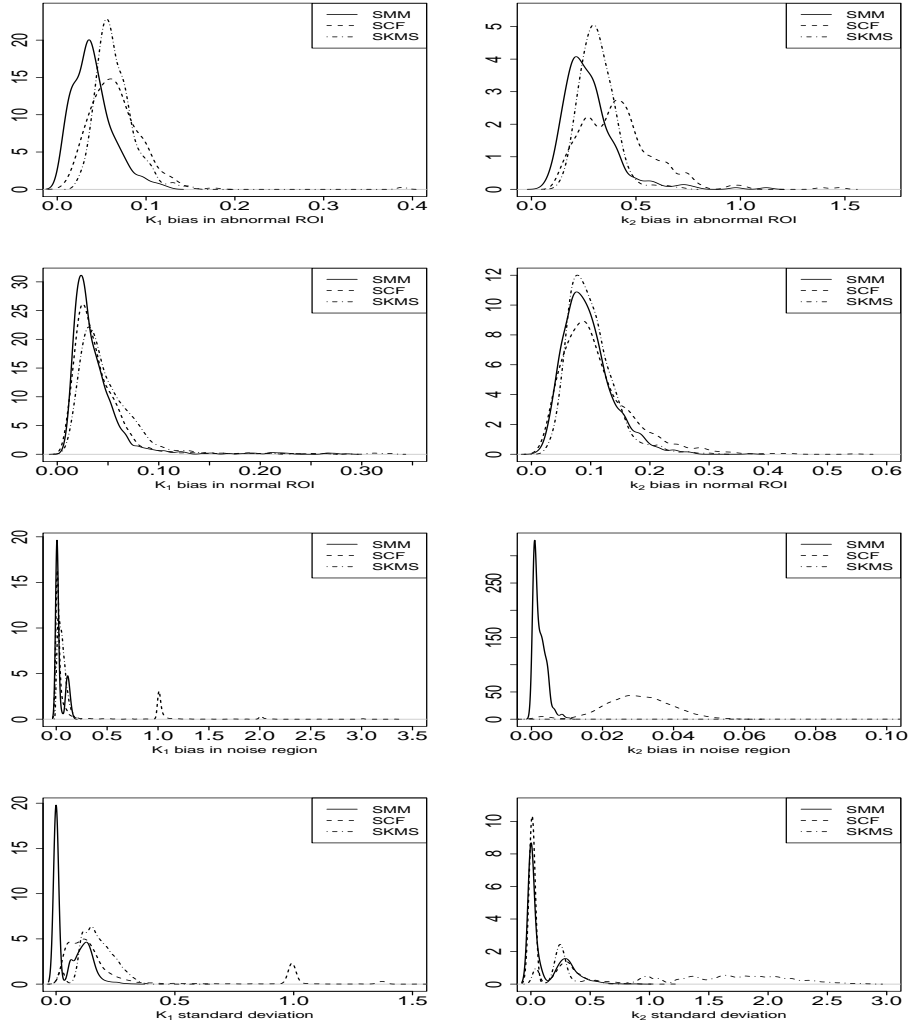 SMM
SCF
SKMS
0 5 10 15 20
0.0 0.1 0.2 0.3 0.4
K₁ bias in abnormal ROI
SMM
SCF
SKMS
0 1 2 3 4 5
0.0 0.5 1.0 1.5
k₂ bias in abnormal ROI
SMM
SCF
SKMS
0 5 10 15 20 25 30
0.00 0.10 0.20 0.30
K₁ bias in normal ROI
SMM
SCF
SKMS
0 2 4 6 8 10 12
0.0 0.1 0.2 0.3 0.4 0.5 0.6
k₂ bias in normal ROI
SMM
SCF
SKMS
0 5 10 15 20
0.0 0.5 1.0 1.5 2.0 2.5 3.0 3.5
K₁ bias in noise region
SMM
SCF
SKMS
0 50 150 250
0.00 0.02 0.04 0.06 0.08 0.10
k₂ bias in noise region
SMM
SCF
SKMS
0 5 10 15 20
0.0 0.5 1.0 1.5
K₁ standard deviation
SMM
SCF
SKMS
0 2 4 6 8 10
0.0 0.5 1.0 1.5 2.0 2.5 3.0
k₂ standard deviation